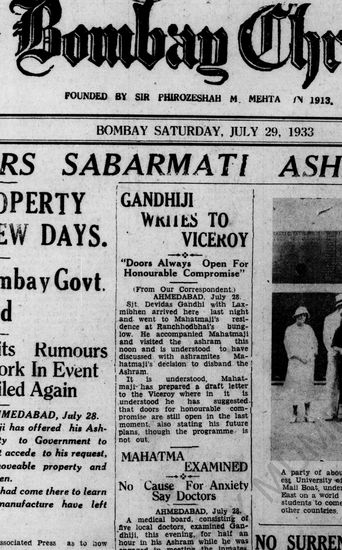 Bombay Chr
FOUNDED BY SIR PHIROZESHAH M. MEHTA IN 1913.
BOMBAY SATURDAY, JULY 29, 1933
RS SABARMATI ASH
OPERTY
EW DAYS.
mbay Govt.
d
its Rumours
ork In Event
iled Again
MEDABAD, July 28.
ji has offered his Ash-
ty to Government to
t accede to his request,
oveable property and
en.
had come there to learn
manufacture have left
ssociated Press as to how
GANDHIJI
WRITES TO
VICEROY
"Doors Always Open For
Honourable Compromise"
(From Our Correspondent.)
AHMEDABAD, July 28.
Sjt. Devidas Gandhi with Lax-
mibhen arrived here last night
and went to Mahatmaji's resi-
dence at Ranchhodbhai's bung-
low. He accompanied Mahatmaji
and visited the ashram this
noon and is understood to have
discussed with ashramites Ma-
hatmaji's decision to disband the
Ashram.
It is understood, Mahat-
maji has prepared a draft letter
to the Viceroy where in it is
understood he has suggested
that doors for honourable com-
promise are still open in the last
moment, also stating his future
plans, though the programme is
not out.
MAHATMA
EXAMINED
No Cause For Anxiety
Say Doctors
AHMEDABAD, July 28.
A medical board, consisting of
five local doctors, examined Gan-
dhiji, this evening, for half an
hour in his Ashram while he was
A party of abou
ess, University of
Mail Boat, under
East on a world
students to come
other countries.
NO SURREN